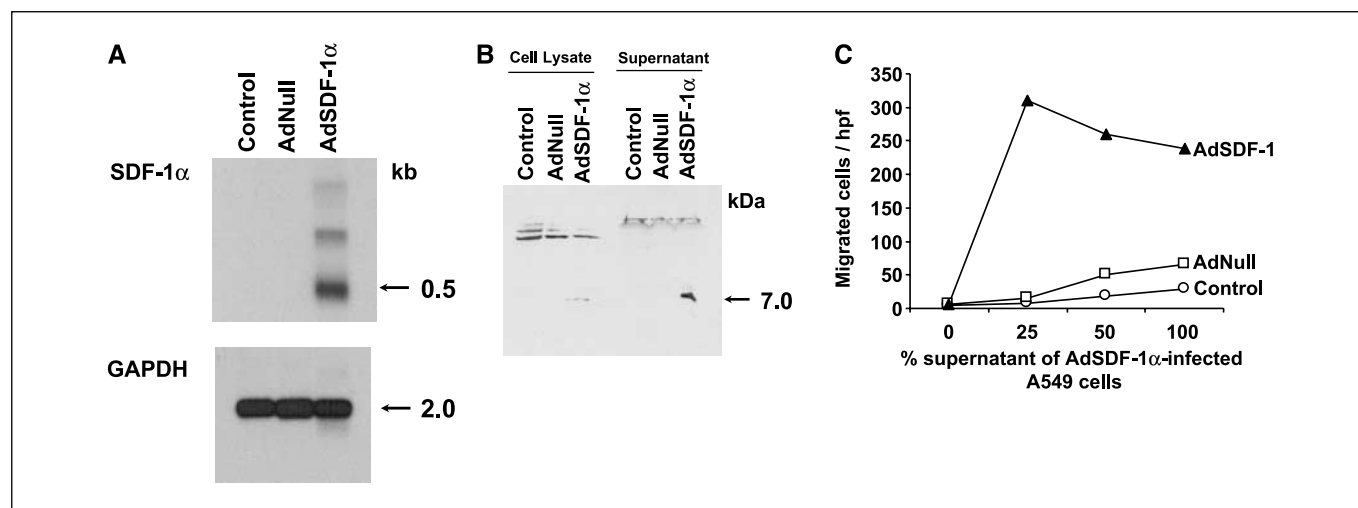 A
Control
AdNull
AdSDF-1α
SDF-1α
kb
0.5
GAPDH
2.0
B
Cell Lysate
Supernatant
Control
AdNull
AdSDF-1α
Control
AdNull
AdSDF-1α
kDa
7.0
C
Migrated cells / hpf
350
300
250
200
150
100
50
0
AdSDF-1
AdNull
Control
0 25 50 100
% supernatant of AdSDF-1α-infected
A549 cells